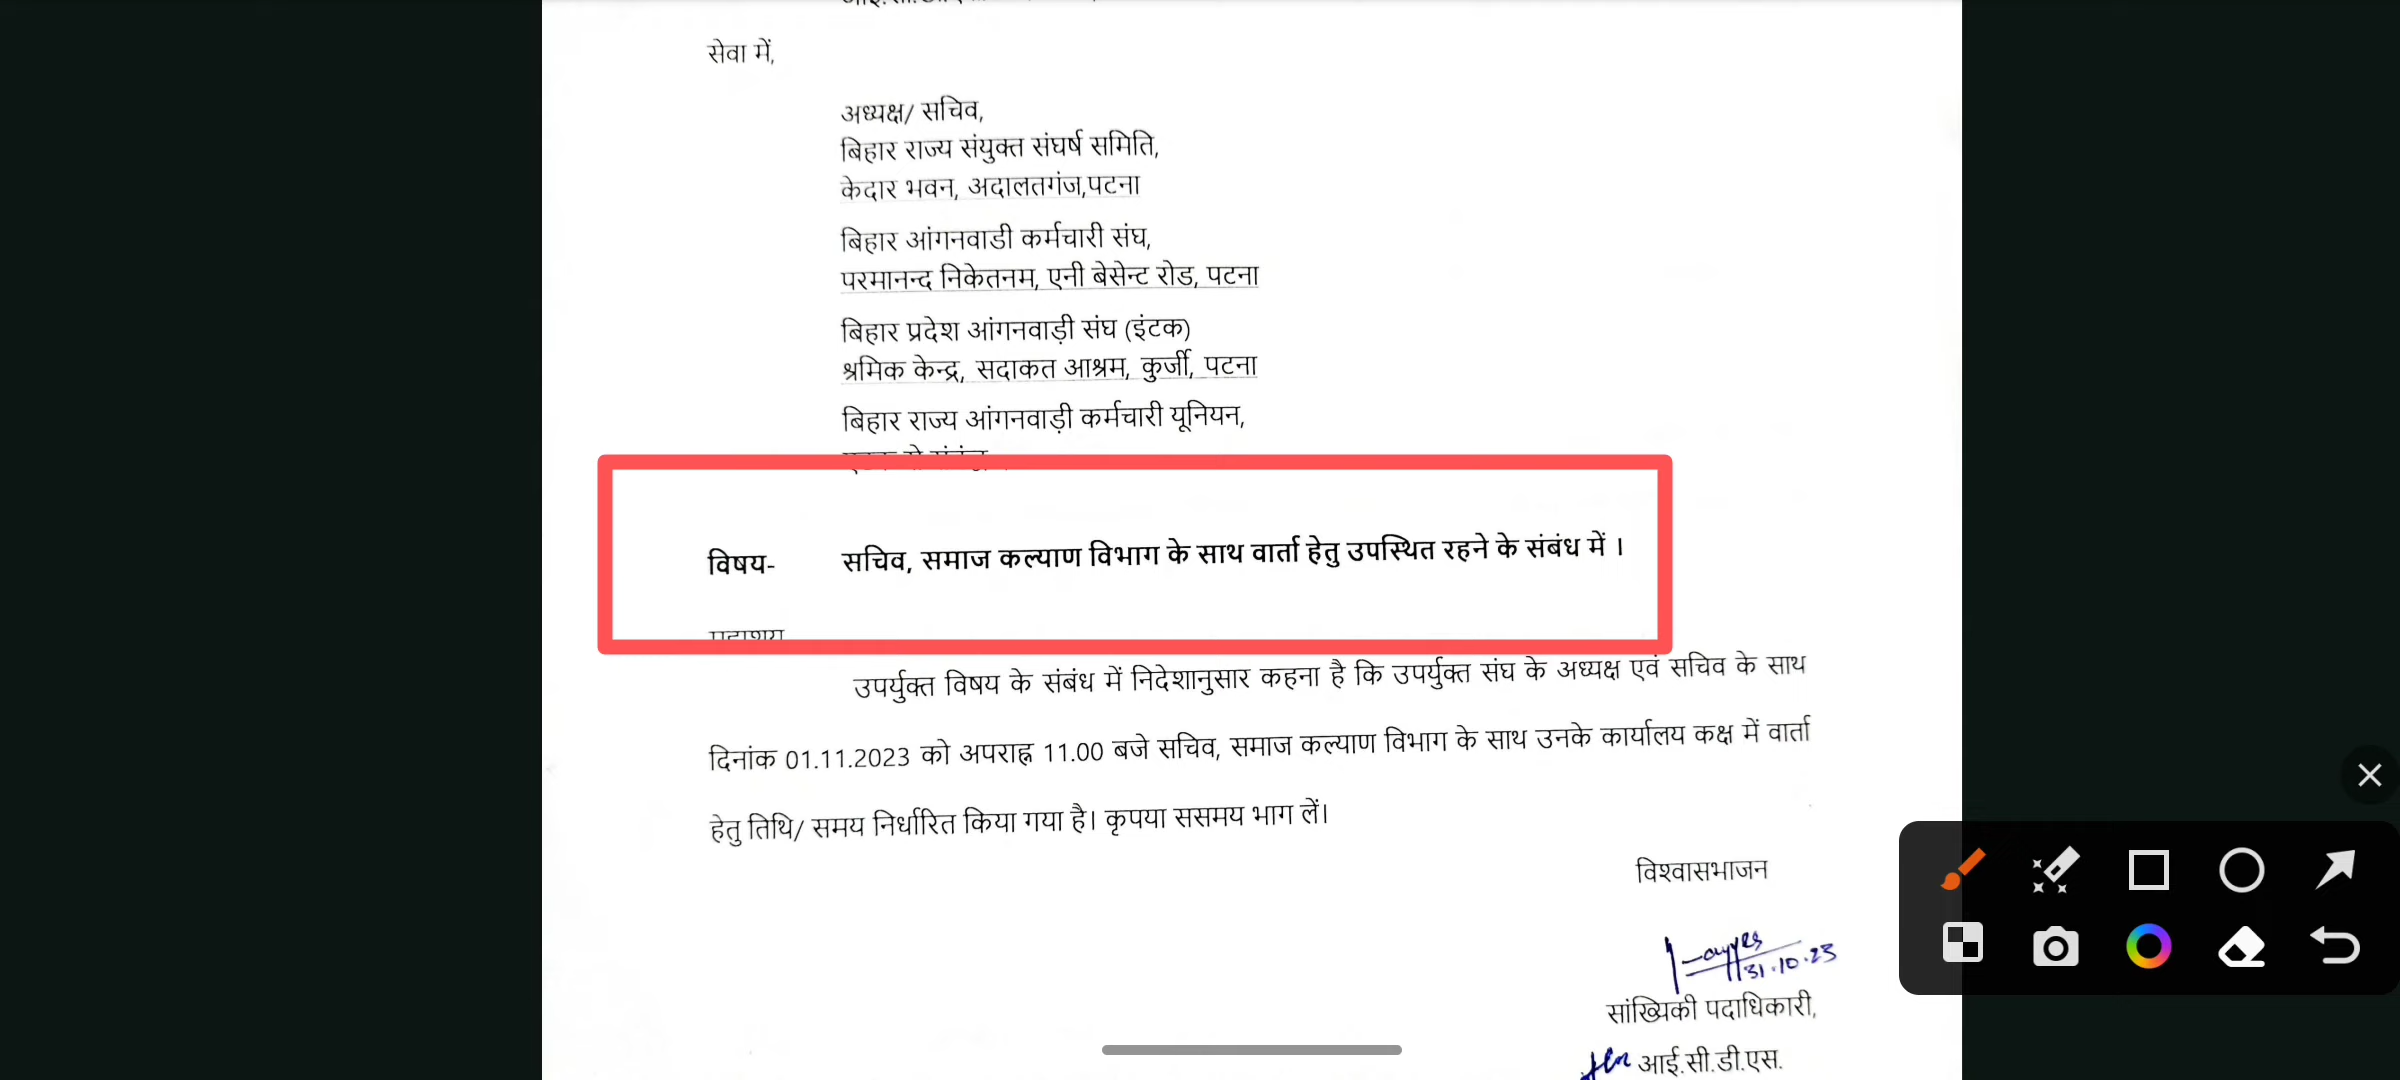 सेवा में,
अध्यक्ष/ सचिव,
बिहार राज्य संयुक्त संघर्ष समिति,
केदार भवन, अदालतगंज,पटना
बिहार आंगनवाडी कर्मचारी संघ,
परमानन्द निकेतनम, एनी बेसेन्ट रोड, पटना
बिहार प्रदेश आंगनवाड़ी संघ (इंटक)
श्रमिक केन्द्र, सदाकत आश्रम, कुर्जी, पटना
बिहार राज्य आंगनवाड़ी कर्मचारी यूनियन,
विषय- सचिव, समाज कल्याण विभाग के साथ वार्ता हेतु उपस्थित रहने के संबंध में ।
उपर्युक्त विषय के संबंध में निदेशानुसार कहना है कि उपर्युक्त संघ के अध्यक्ष एवं सचिव के साथ
दिनांक 01.11.2023 को अपराह्न 11.00 बजे सचिव, समाज कल्याण विभाग के साथ उनके कार्यालय कक्ष में वार्ता
हेतु तिथि/ समय निर्धारित किया गया है। कृपया ससमय भाग लें।
विश्वासभाजन
31.10.23
सांख्यिकी पदाधिकारी,
आई.सी.डी.एस.